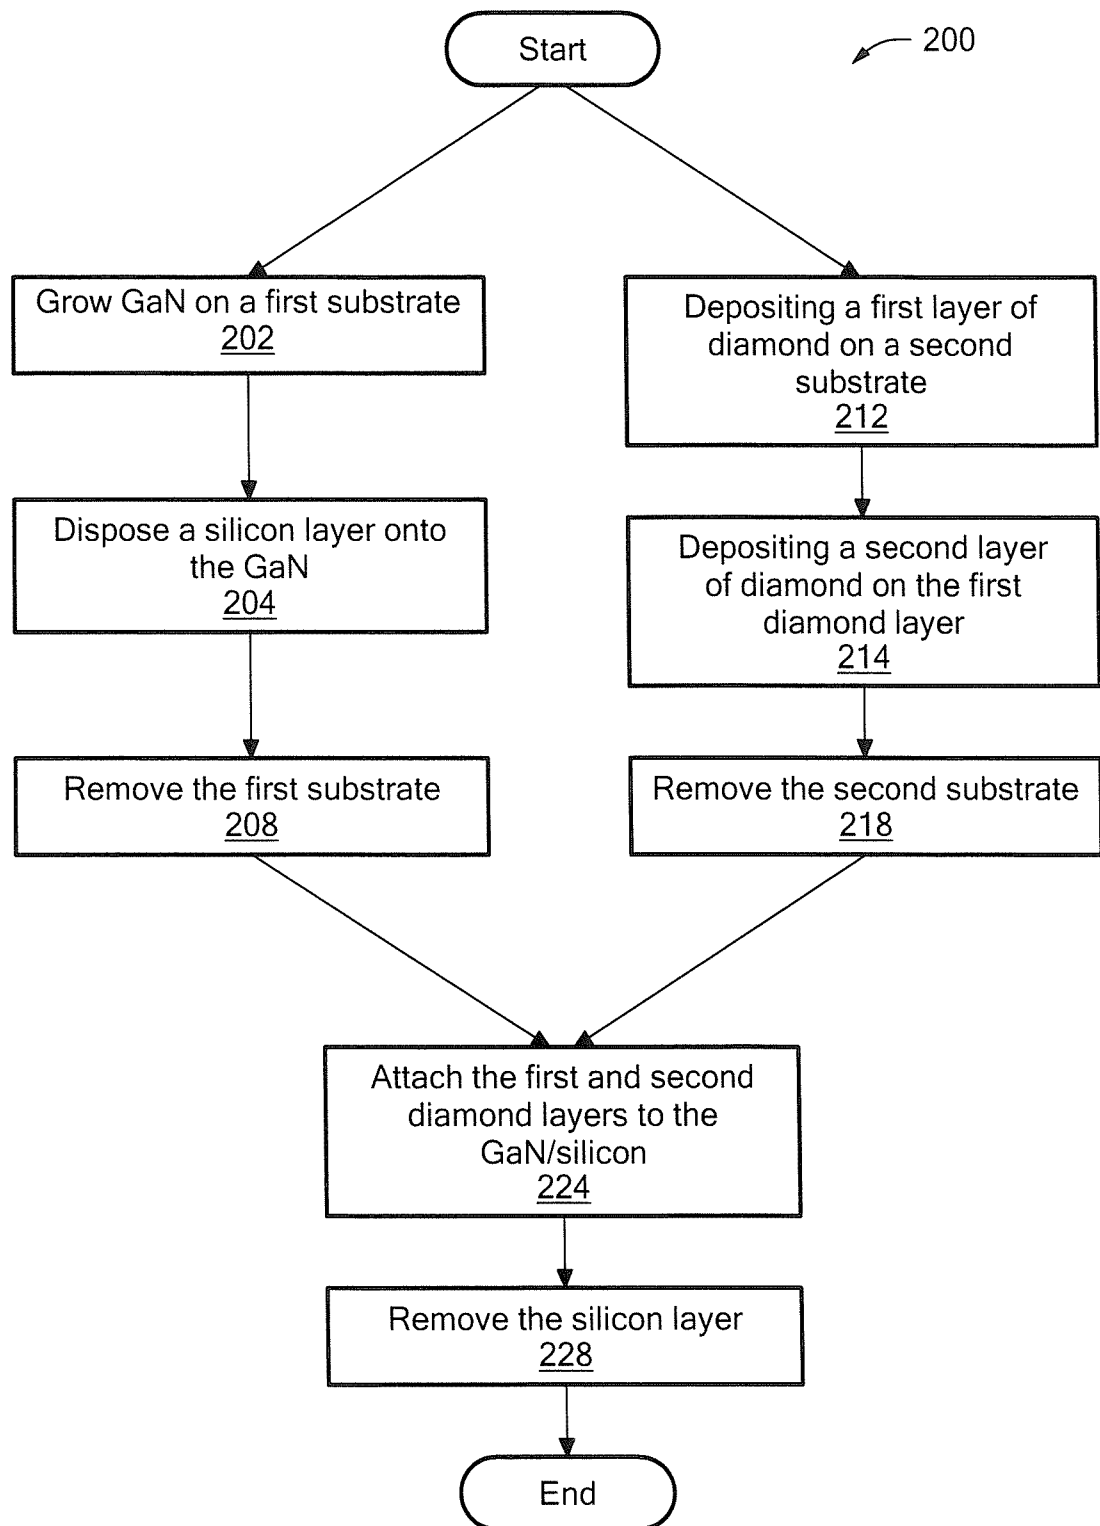 Start
200
Grow GaN on a first substrate
202
Dispose a silicon layer onto
the GaN
204
Remove the first substrate
208
Depositing a first layer of
diamond on a second
substrate
212
Depositing a second layer
of diamond on the first
diamond layer
214
Remove the second substrate
218
Attach the first and second
diamond layers to the
GaN/silicon
224
Remove the silicon layer
228
End